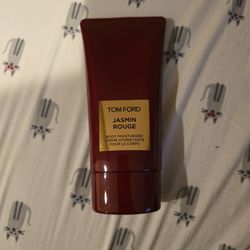 TOM FORD
JASMIN
ROUGE
BODY MOISTURIZER
CRÈME HYDRATANTE
POUR LE CORPS